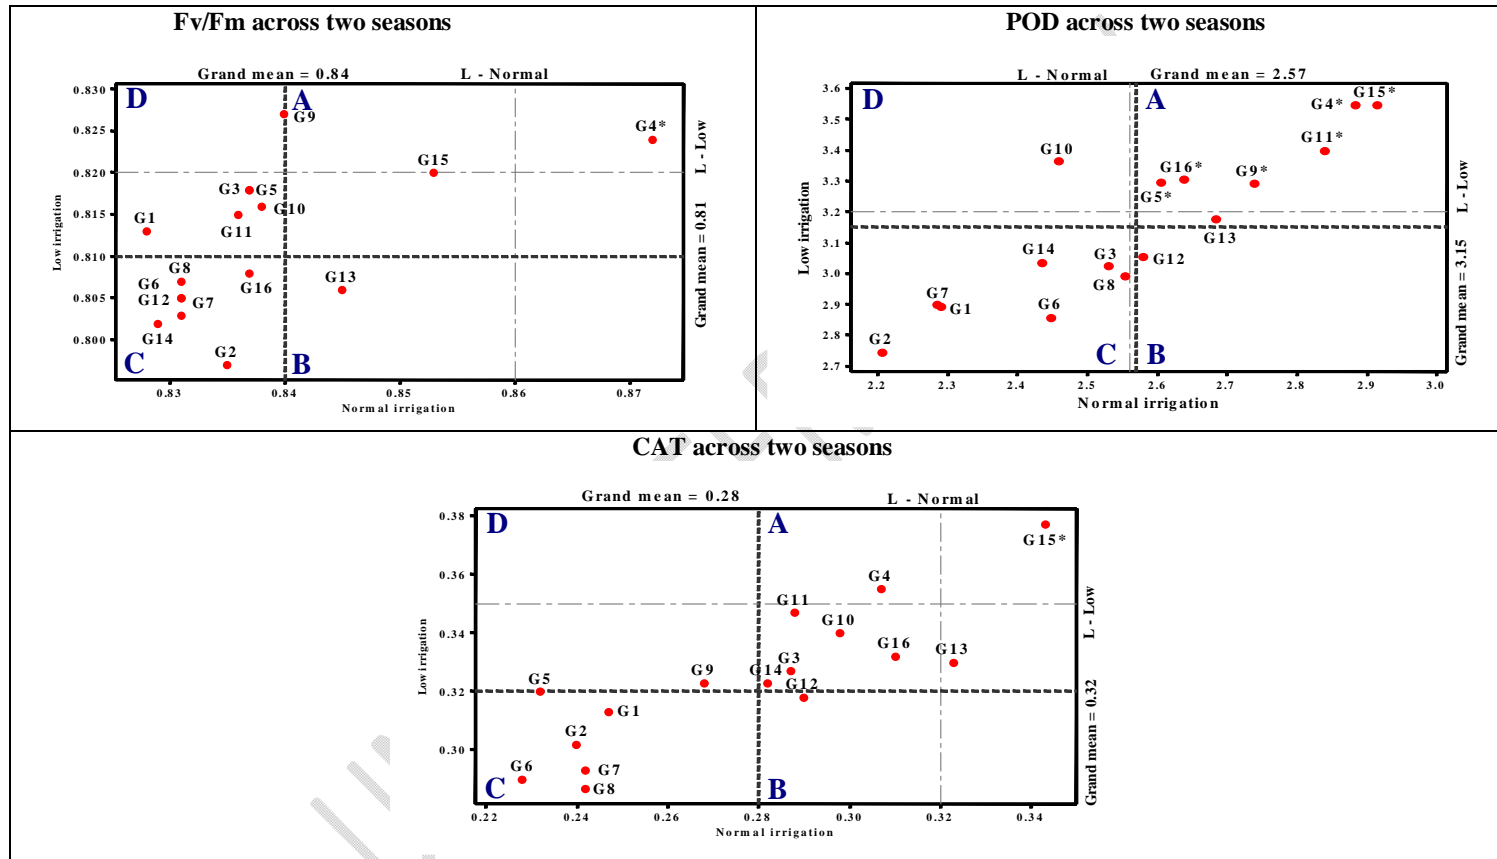 Fv/Fm across two seasons
Grand mean = 0.84
L - Normal
D
A
0.830
G9
0.825
G4*
G15
0.820
G3
G5
G10
0.815
G1
G11
0.810
G8
G6
G16
G13
0.805
G12
G7
G14
0.800
G2
C
B
0.83
0.84
0.85
0.86
0.87
Normal irrigation
Low irrigation
L - Low
Grand mean = 0.81
POD across two seasons
L - Normal
Grand mean = 2.57
D
A
3.6
G15*
G4*
3.5
G11*
3.4
G10
G16*
G9*
3.3
G5*
3.2
G13
3.1
G14
G3
G12
3.0
G8
G7
2.9
G1
G6
2.8
G2
C
B
2.7
2.2
2.3
2.4
2.5
2.6
2.7
2.8
2.9
3.0
Normal irrigation
Low irrigation
L - Low
Grand mean = 3.15
CAT across two seasons
Grand mean = 0.28
L - Normal
D
A
0.38
G15*
G4
0.36
G11
G10
0.34
G16
G13
G3
G9
G14
G12
0.32
G5
G1
G2
0.30
G6
G7
G8
C
B
0.22
0.24
0.26
0.28
0.30
0.32
0.34
Normal irrigation
Low irrigation
L - Low
Grand mean = 0.32